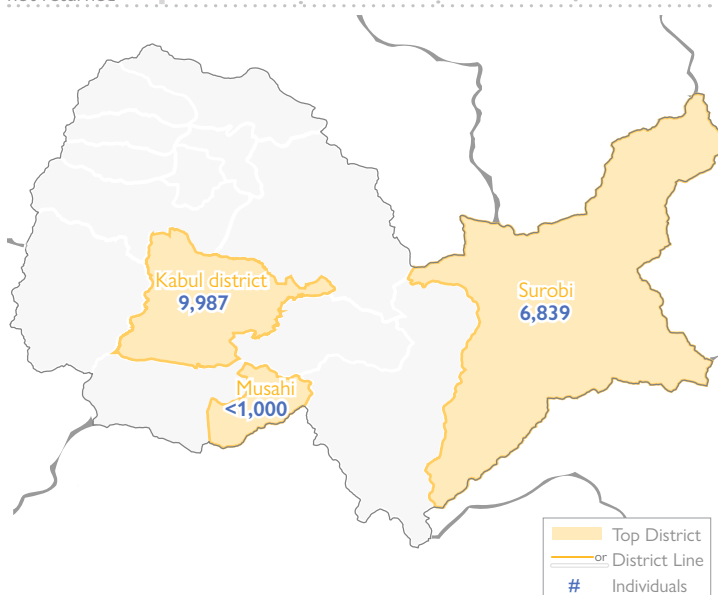 Kabul district
9,987
Surobi
6,839
Musahi
<1,000
Top District
or District Line
# Individuals